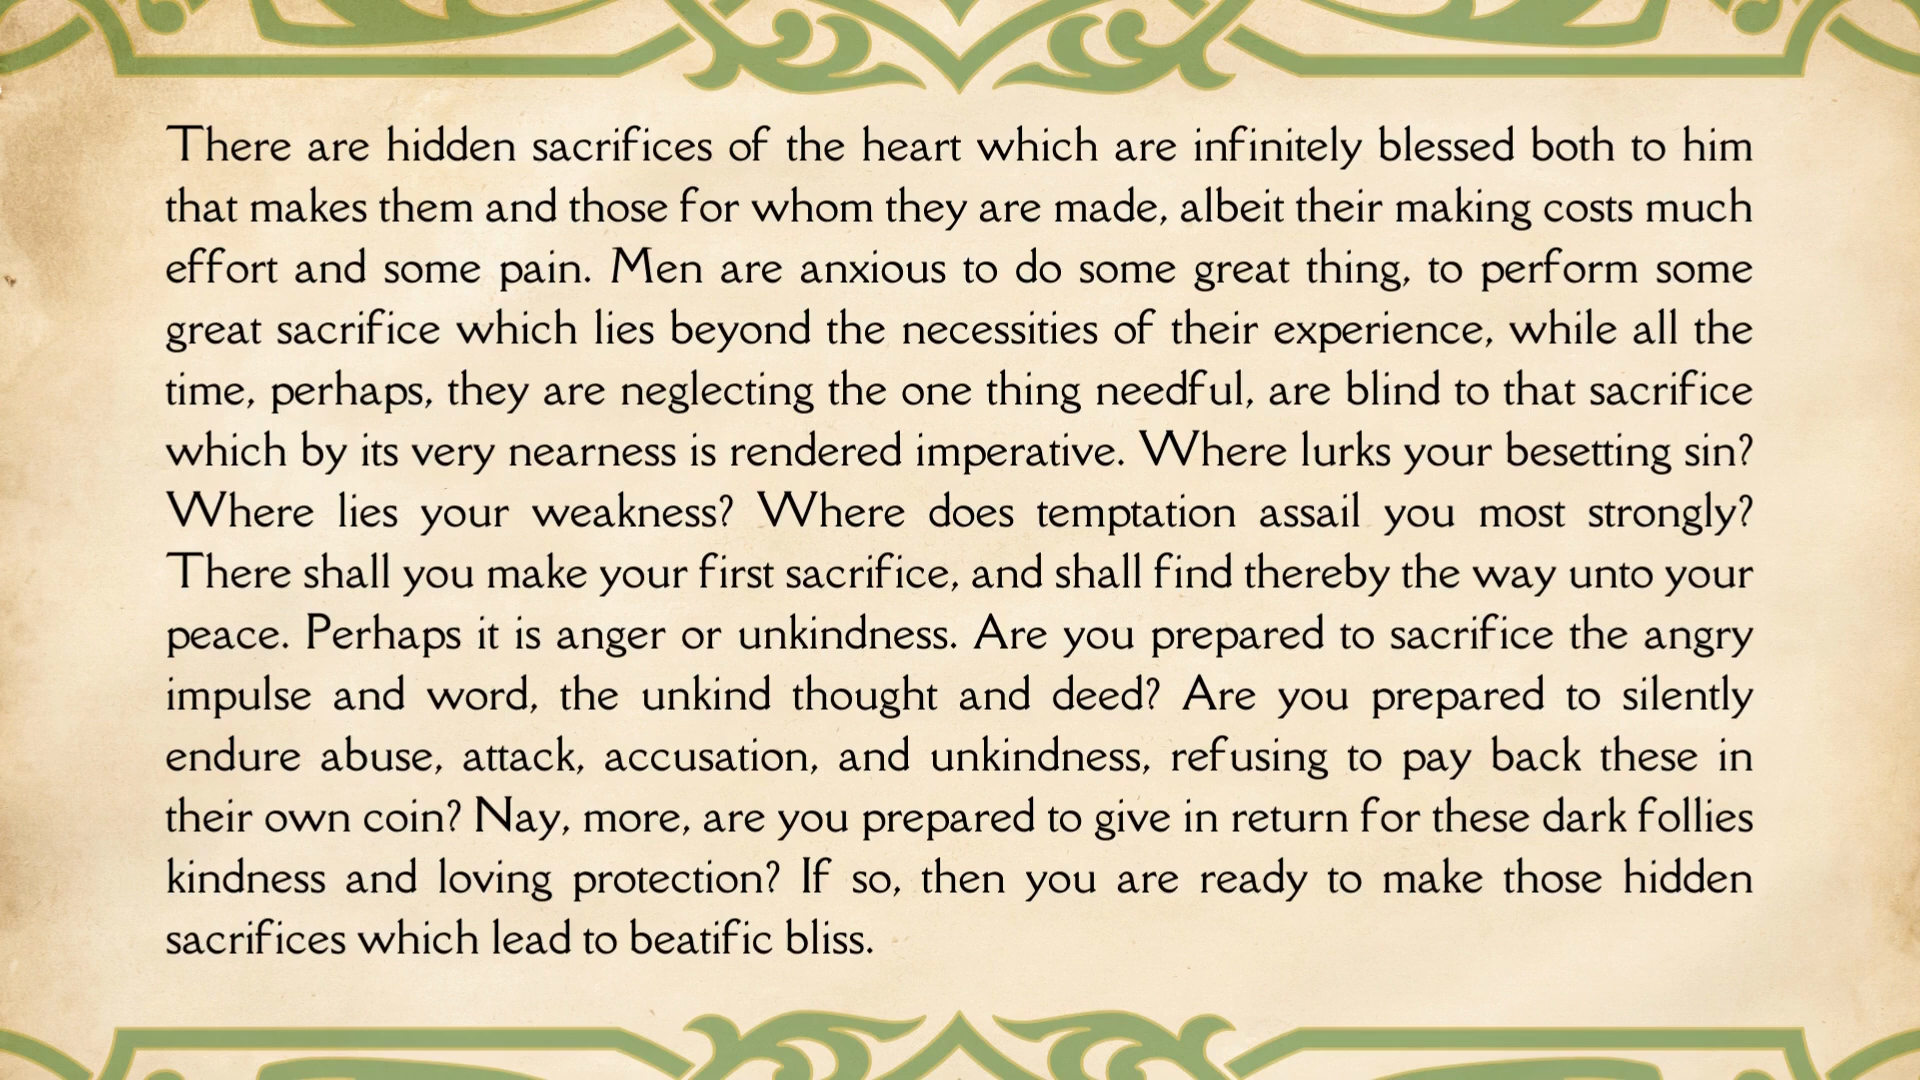 There are hidden sacrifices of the heart which are infinitely blessed both to him
that makes them and those for whom they are made, albeit their making costs much
effort and some pain. Men are anxious to do some great thing, to perform some
great sacrifice which lies beyond the necessities of their experience, while all the
time, perhaps, they are neglecting the one thing needful, are blind to that sacrifice
which by its very nearness is rendered imperative. Where lurks your besetting sin?
Where lies your weakness? Where does temptation assail you most strongly?
There shall you make your first sacrifice, and shall find thereby the way unto your
peace. Perhaps it is anger or unkindness. Are you prepared to sacrifice the angry
impulse and word, the unkind thought and deed? Are you prepared to silently
endure abuse, attack, accusation, and unkindness, refusing to pay back these in
their own coin? Nay, more, are you prepared to give in return for these dark follies
kindness and loving protection? If so, then you are ready to make those hidden
sacrifices which lead to beatific bliss.